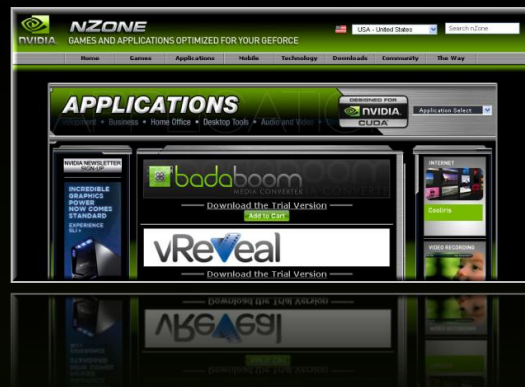 NVIDIA
NZONE
GAMES AND APPLICATIONS OPTIMIZED FOR YOUR GEFORCE
USA - United States
Search nZone
Home Games Applications Mobile Technology Downloads Community The Way
APPLICATIONS
Business • Home Office • Desktop Tools • Audio and Video
DESIGNED FOR
NVIDIA
CUDA
Application Select
NVIDIA NEWSLETTER
SIGN-UP
INCREDIBLE
GRAPHICS
POWER
NOW COMES
STANDARD
EXPERIENCE
SLI
badaboom
MEDIA CONVERTER
Download the Trial Version
Add to Cart
vReveal
Download the Trial Version
INTERNET
Cooliris
VIDEO RECORDING